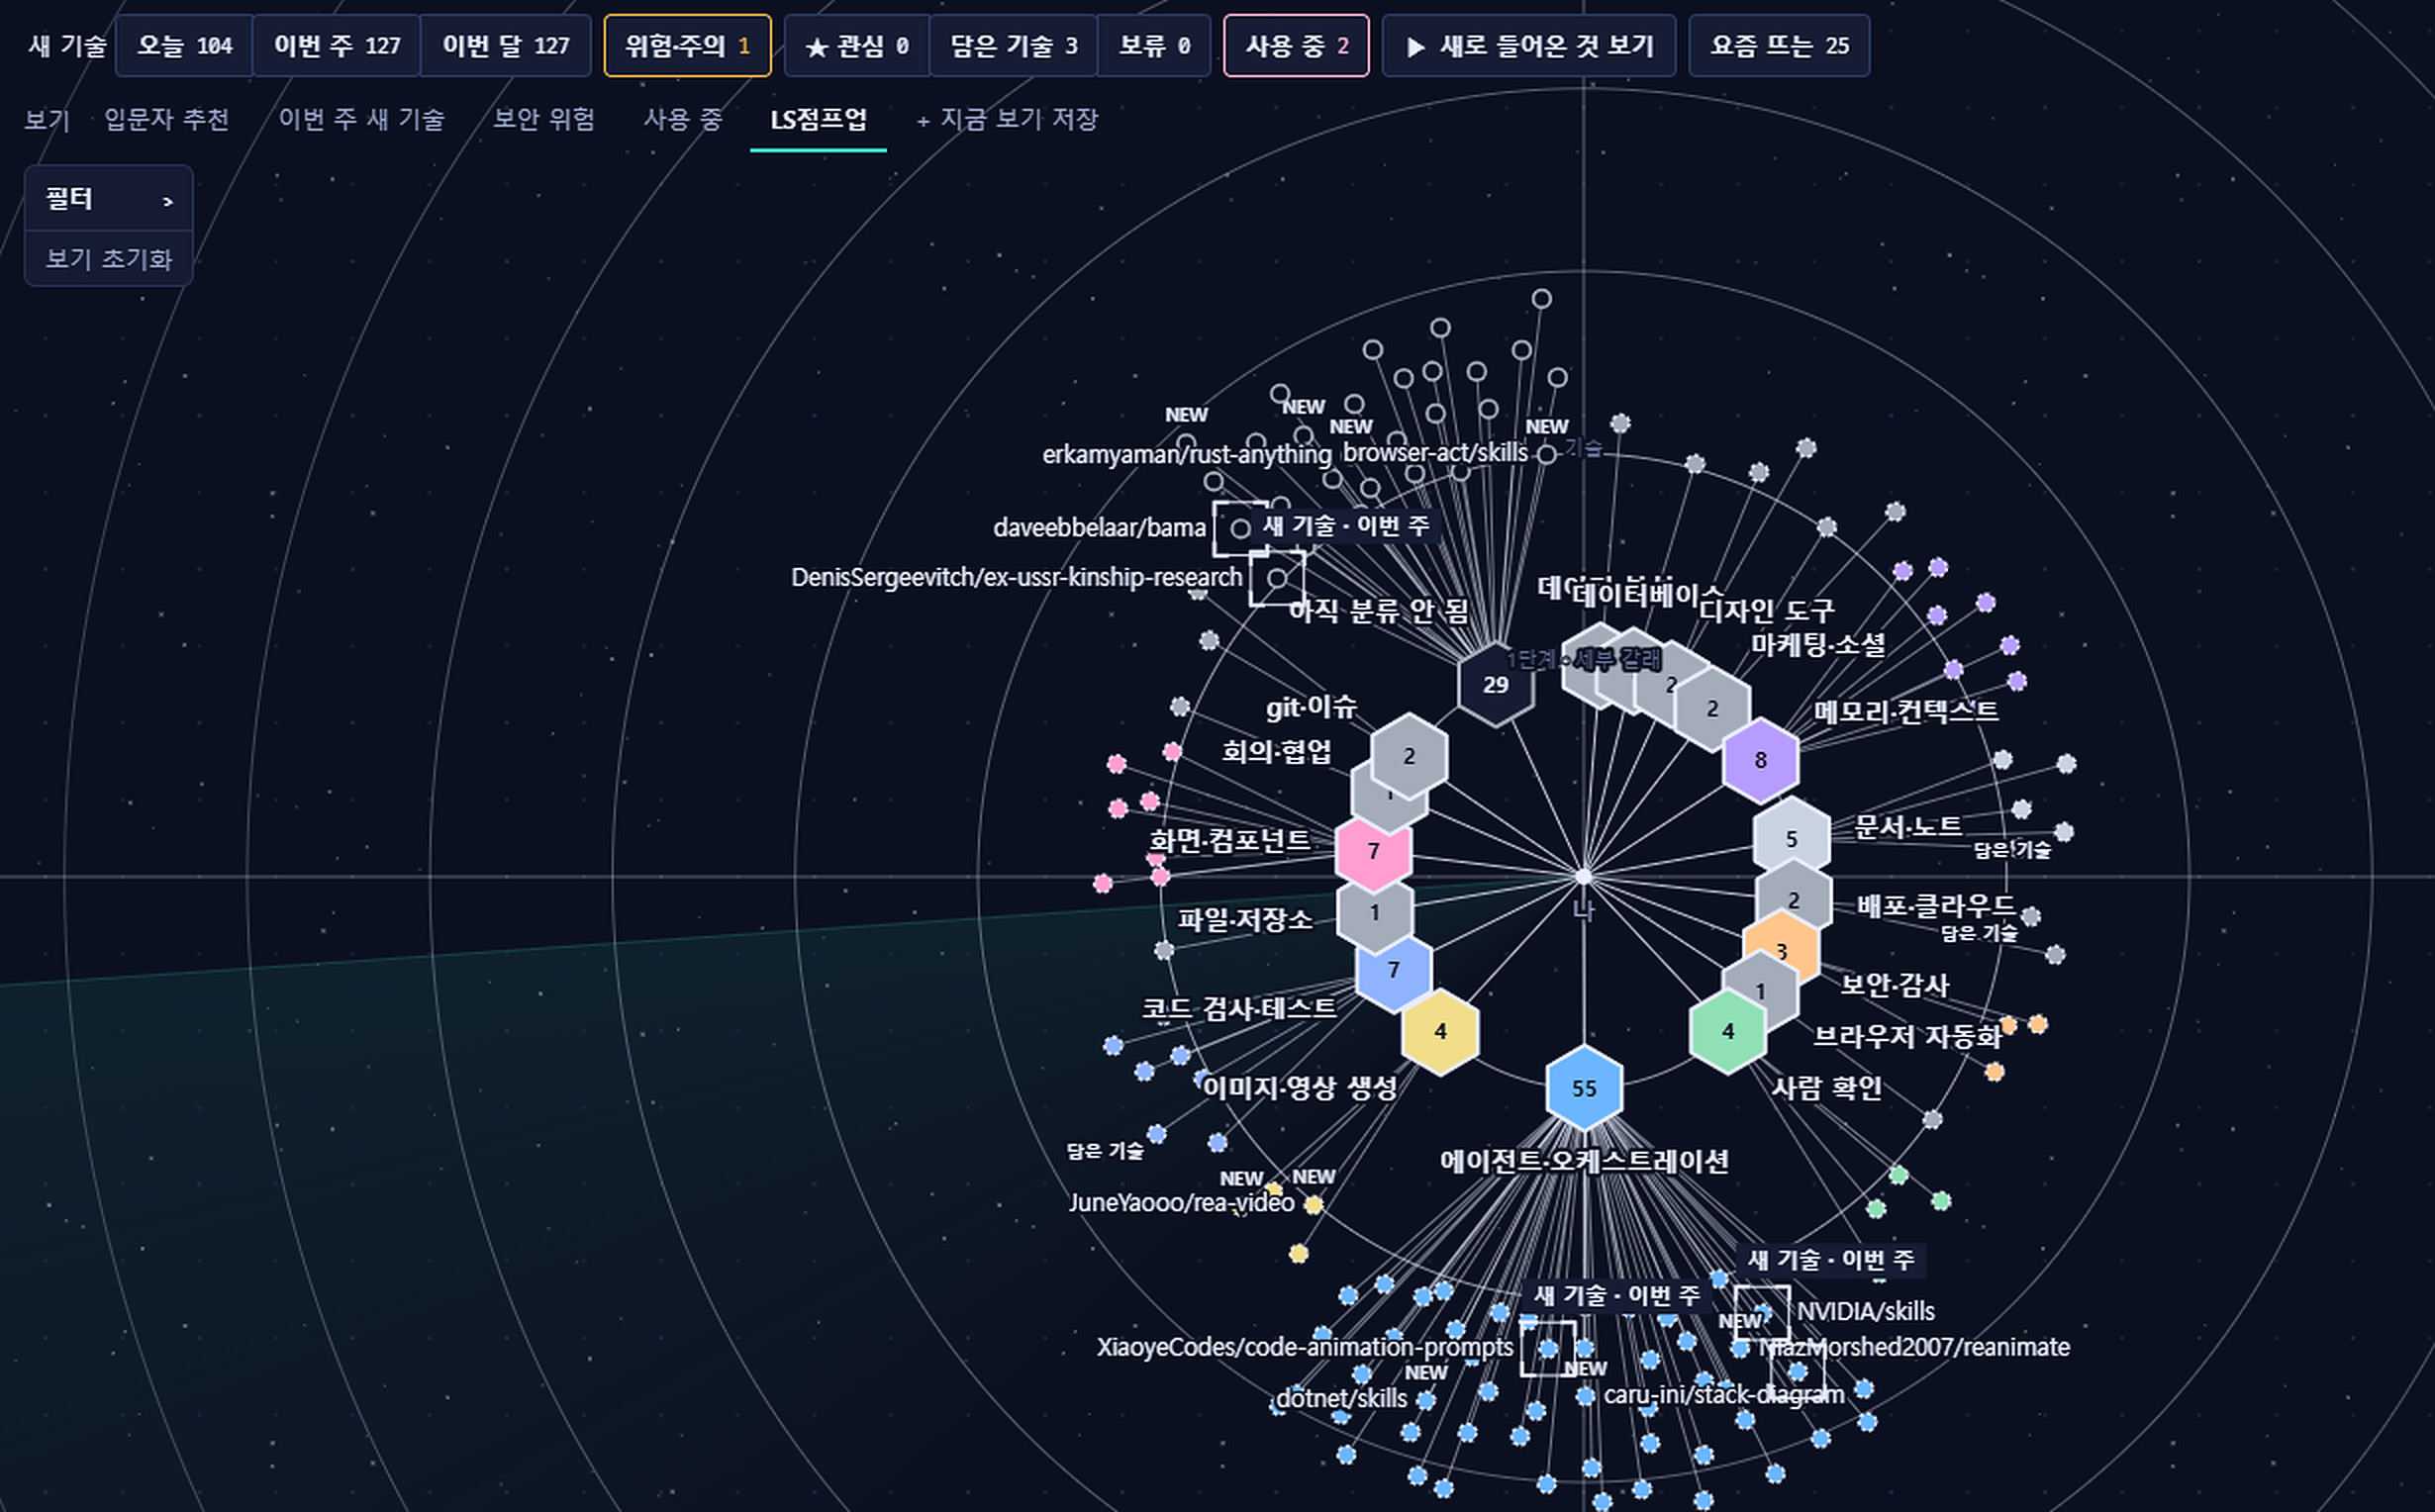 새 기술 오늘 104 이번 주 127 이번 달 127 위험·주의 1 ★ 관심 0 담은 기술 3 보류 0 사용 중 2 ▶ 새로 들어온 것 보기 요즘 뜨는 25
보기 입문자 추천 이번 주 새 기술 보안 위험 사용 중 LS점프업 + 지금 보기 저장
필터 >
보기 초기화
NEW
NEW
NEW
NEW
erkamyaman/rust-anything
browser-act/skills
기술
daveebbelaar/bama
새 기술 · 이번 주
DenisSergeevitch/ex-ussr-kinship-research
아직 분류 안 됨
데이터베이스
디자인 도구
마케팅·소셜
1단계 · 세부 갈래
29
2
2
git·이슈
메모리·컨텍스트
회의·협업
2
8
1
화면·컴포넌트
7
5
문서·노트
담은 기술
파일·저장소
1
나
2
배포·클라우드
담은 기술
7
3
보안·감사
1
코드 검사·테스트
4
4
브라우저 자동화
이미지·영상 생성
55
사람 확인
담은 기술
에이전트·오케스트레이션
NEW
NEW
JuneYaooo/rea-video
새 기술 · 이번 주
새 기술 · 이번 주
NVIDIA/skills
NEW
XiaoyeCodes/code-animation-prompts
NiazMorshed2007/reanimate
NEW
NEW
dotnet/skills
caru-ini/stack-diagram